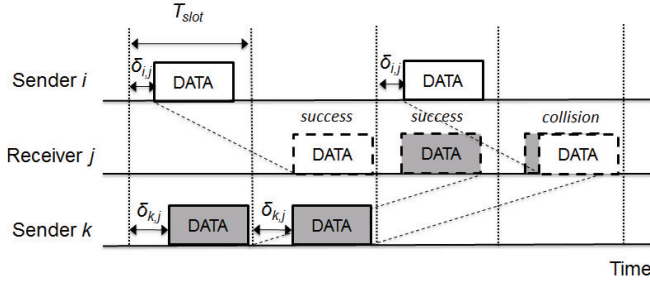 T_slot
δ_i,j
δ_i,j
Sender i
DATA
DATA
success
success
collision
Receiver j
DATA
DATA
DATA
δ_k,j
δ_k,j
Sender k
DATA
DATA
Time